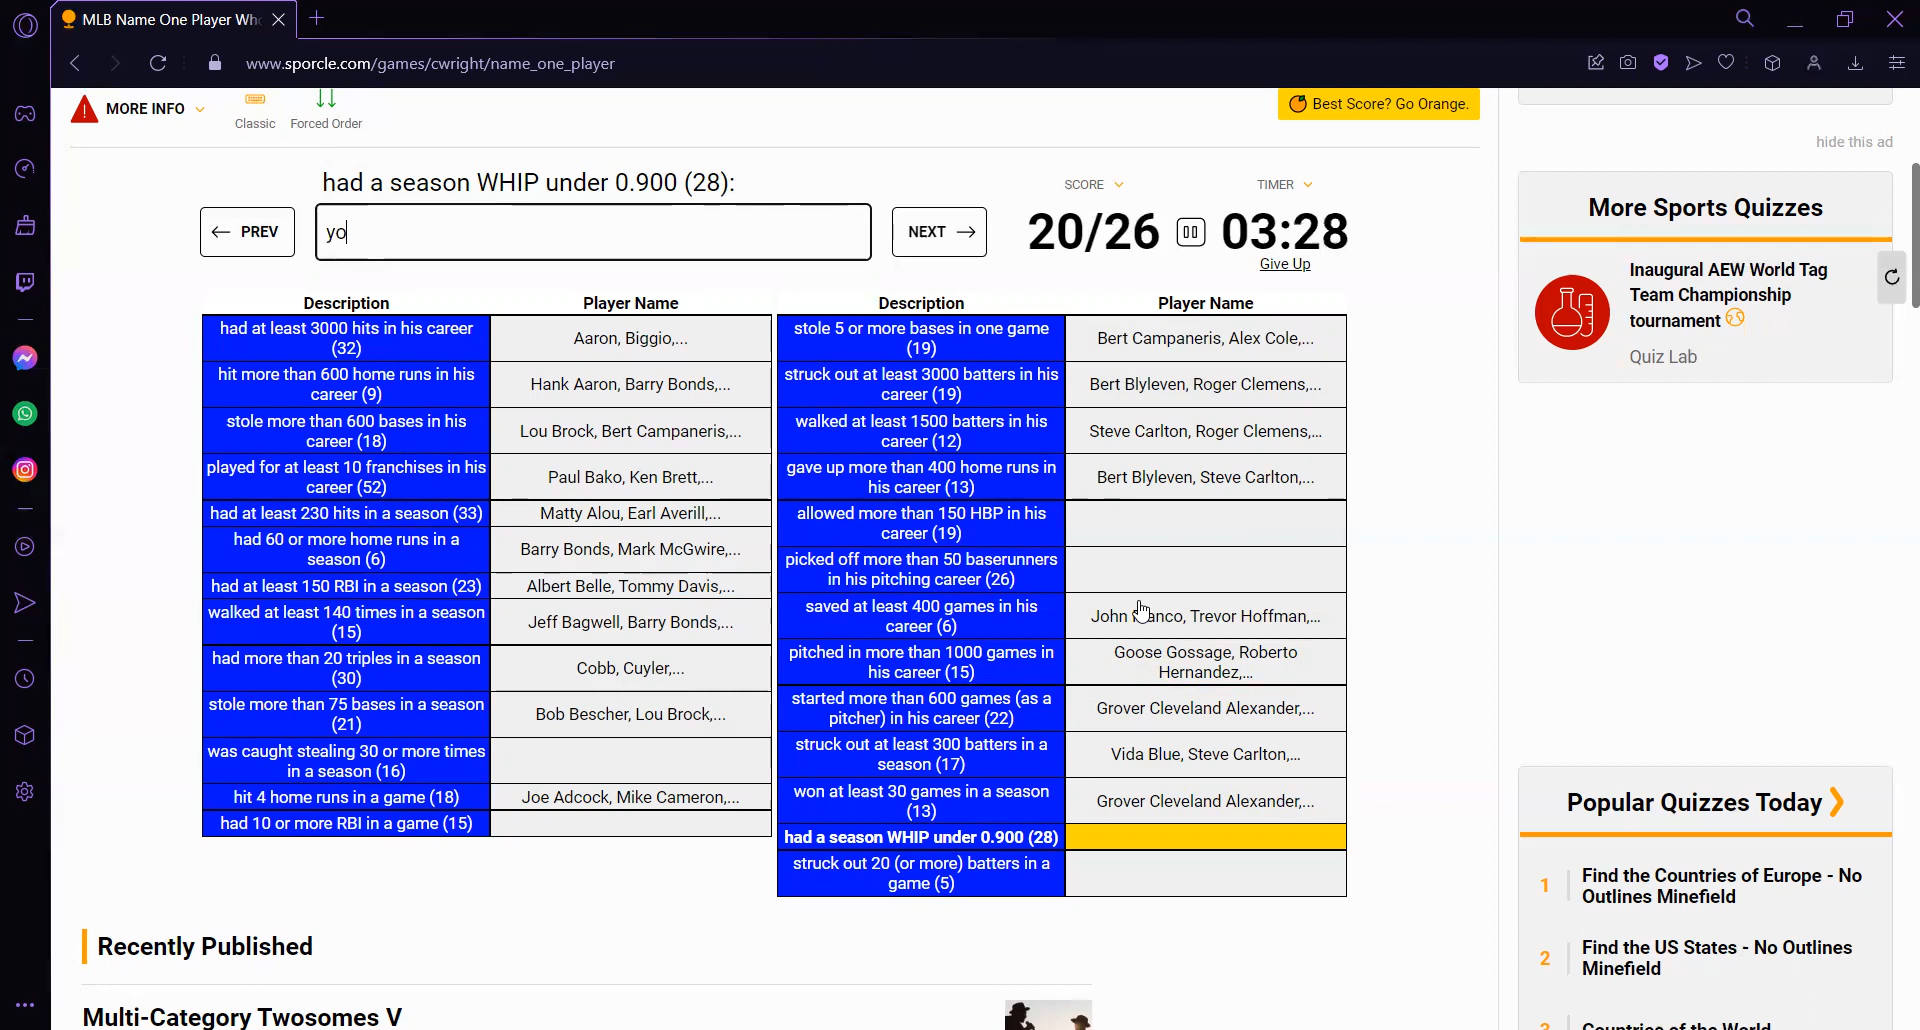 MLB Name One Player Who
www.sporcle.com/games/cwright/name_one_player
MORE INFO
Classic
Forced Order
Best Score? Go Orange.
hide this ad
had a season WHIP under 0.900 (28):
SCORE
TIMER
PREV
yo
NEXT
20/26
03:28
Give Up
Description
Player Name
had at least 3000 hits in his career
(32)
Aaron, Biggio,...
hit more than 600 home runs in his
career (9)
Hank Aaron, Barry Bonds,...
stole more than 600 bases in his
career (18)
Lou Brock, Bert Campaneris,...
played for at least 10 franchises in his
career (52)
Paul Bako, Ken Brett,...
had at least 230 hits in a season (33)
Matty Alou, Earl Averill,...
had 60 or more home runs in a
season (6)
Barry Bonds, Mark McGwire,...
had at least 150 RBI in a season (23)
Albert Belle, Tommy Davis,...
walked at least 140 times in a season
(15)
Jeff Bagwell, Barry Bonds,...
had more than 20 triples in a season
(30)
Cobb, Cuyler,...
stole more than 75 bases in a season
(21)
Bob Bescher, Lou Brock,...
was caught stealing 30 or more times
in a season (16)
hit 4 home runs in a game (18)
Joe Adcock, Mike Cameron,...
had 10 or more RBI in a game (15)
Description
Player Name
stole 5 or more bases in one game
(19)
Bert Campaneris, Alex Cole,...
struck out at least 3000 batters in his
career (19)
Bert Blyleven, Roger Clemens,...
walked at least 1500 batters in his
career (12)
Steve Carlton, Roger Clemens,...
gave up more than 400 home runs in
his career (13)
Bert Blyleven, Steve Carlton,...
allowed more than 150 HBP in his
career (19)
picked off more than 50 baserunners
in his pitching career (26)
saved at least 400 games in his
career (6)
John Franco, Trevor Hoffman,...
pitched in more than 1000 games in
his career (15)
Goose Gossage, Roberto
Hernandez,...
started more than 600 games (as a
pitcher) in his career (22)
Grover Cleveland Alexander,...
struck out at least 300 batters in a
season (17)
Vida Blue, Steve Carlton,...
won at least 30 games in a season
(13)
Grover Cleveland Alexander,...
had a season WHIP under 0.900 (28)
struck out 20 (or more) batters in a
game (5)
More Sports Quizzes
Inaugural AEW World Tag
Team Championship
tournament
Quiz Lab
Popular Quizzes Today
1
Find the Countries of Europe - No
Outlines Minefield
2
Find the US States - No Outlines
Minefield
3
Countries of the World
Recently Published
Multi-Category Twosomes V